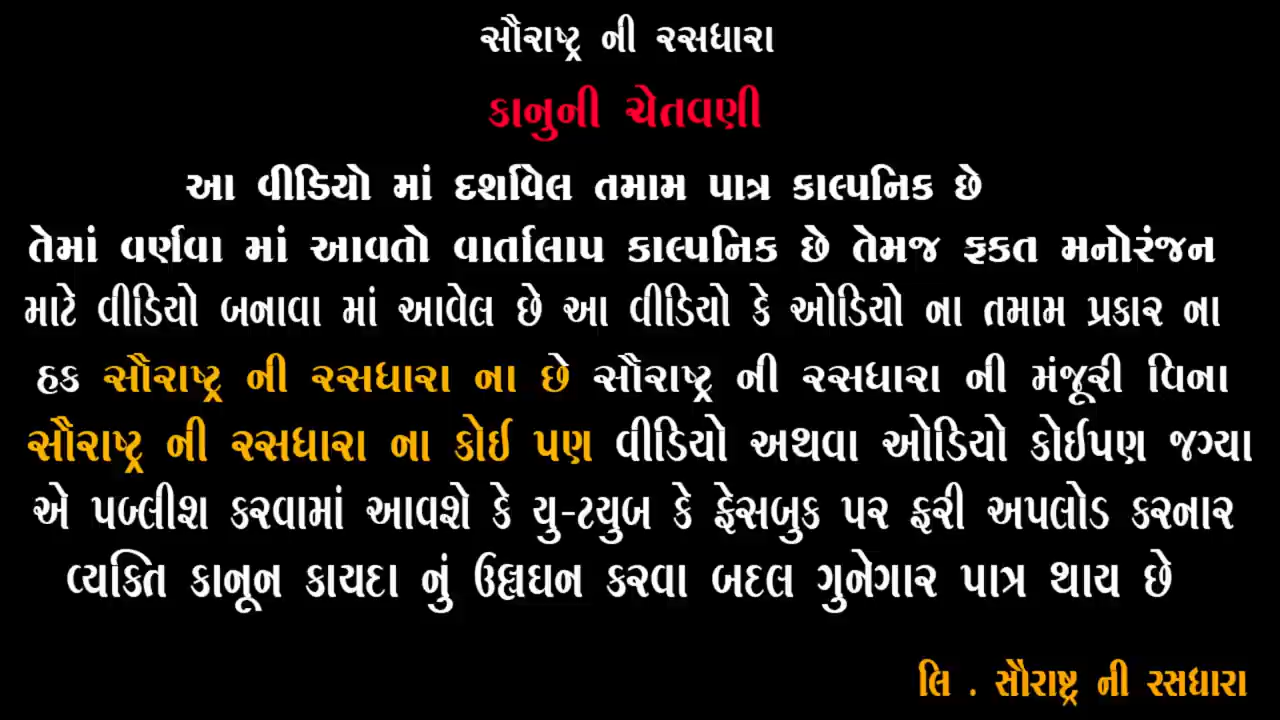 સૌરાષ્ટ્ર ની રસધારા
કાનુની ચેતવણી
આ વીડિયો માં દર્શાવેલ તમામ પાત્ર કાલ્પનિક છે
તેમાં વર્ણવા માં આવતો વાર્તાલાપ કાલ્પનિક છે તેમજ ફકત મનોરંજન
માટે વીડિયો બનાવા માં આવેલ છે આ વીડિયો કે ઓડિયો ના તમામ પ્રકાર ના
હક સૌરાષ્ટ્ર ની રસધારા ના છે સૌરાષ્ટ્ર ની રસધારા ની મંજૂરી વિના
સૌરાષ્ટ્ર ની રસધારા ના કોઈ પણ વીડિયો અથવા ઓડિયો કોઈપણ જગ્યા
એ પબ્લીશ કરવામાં આવશે કે યુ-ટયુબ કે ફેસબુક પર ફરી અપલોડ કરનાર
વ્યક્તિ કાનૂન કાયદા નું ઉલ્લઘન કરવા બદલ ગુનેગાર પાત્ર થાય છે
લિ . સૌરાષ્ટ્ર ની રસધારા